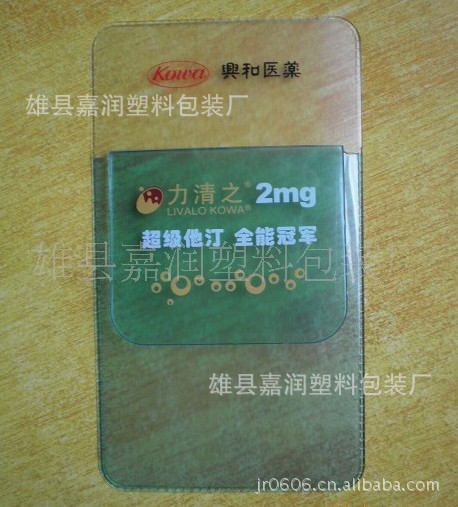 Kowa 興和医薬
雄县嘉润塑料包装厂
力清之® 2mg
LIVALO KOWA®
超级他汀 全能冠军
雄县嘉润塑料包装
雄县嘉润塑料包装厂
jr0606.cn.alibaba.com